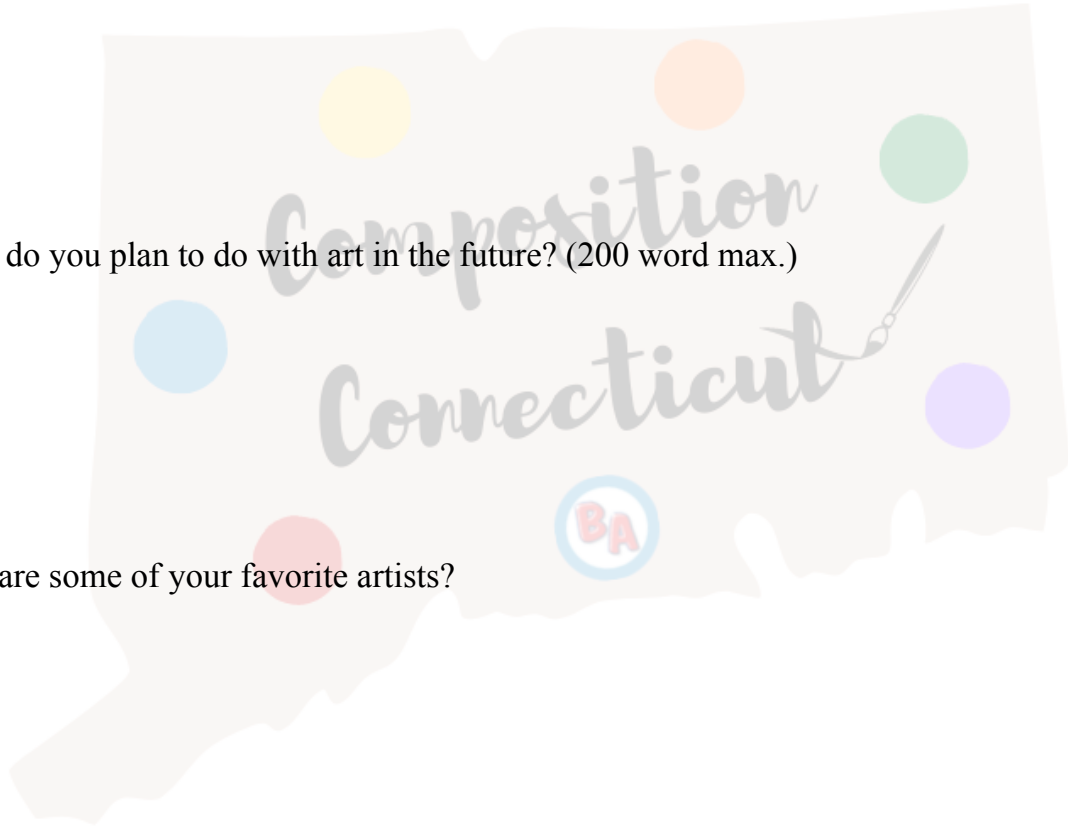 Composition
do you plan to do with art in the future? (200 word max.)
Connecticut
BA
are some of your favorite artists?